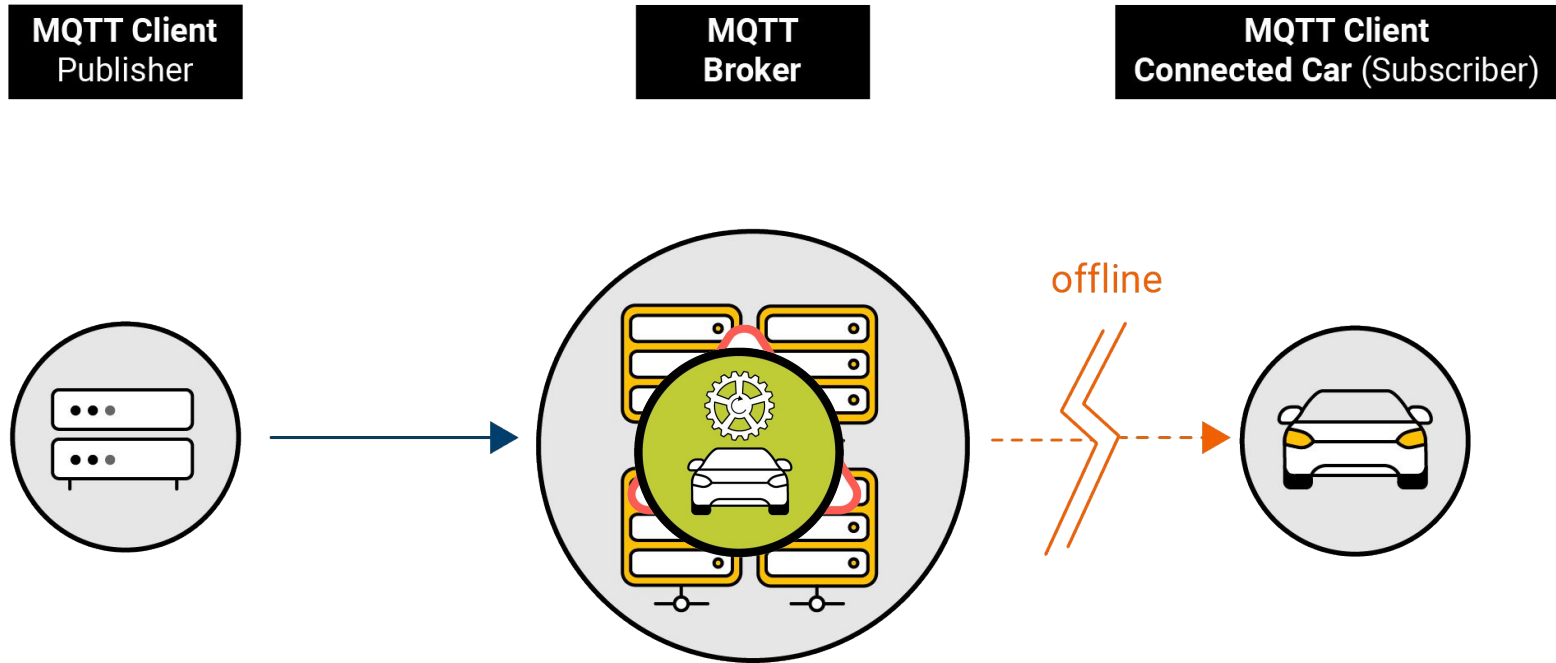 MQTT Client
Publisher
MQTT
Broker
MQTT Client
Connected Car (Subscriber)
offline